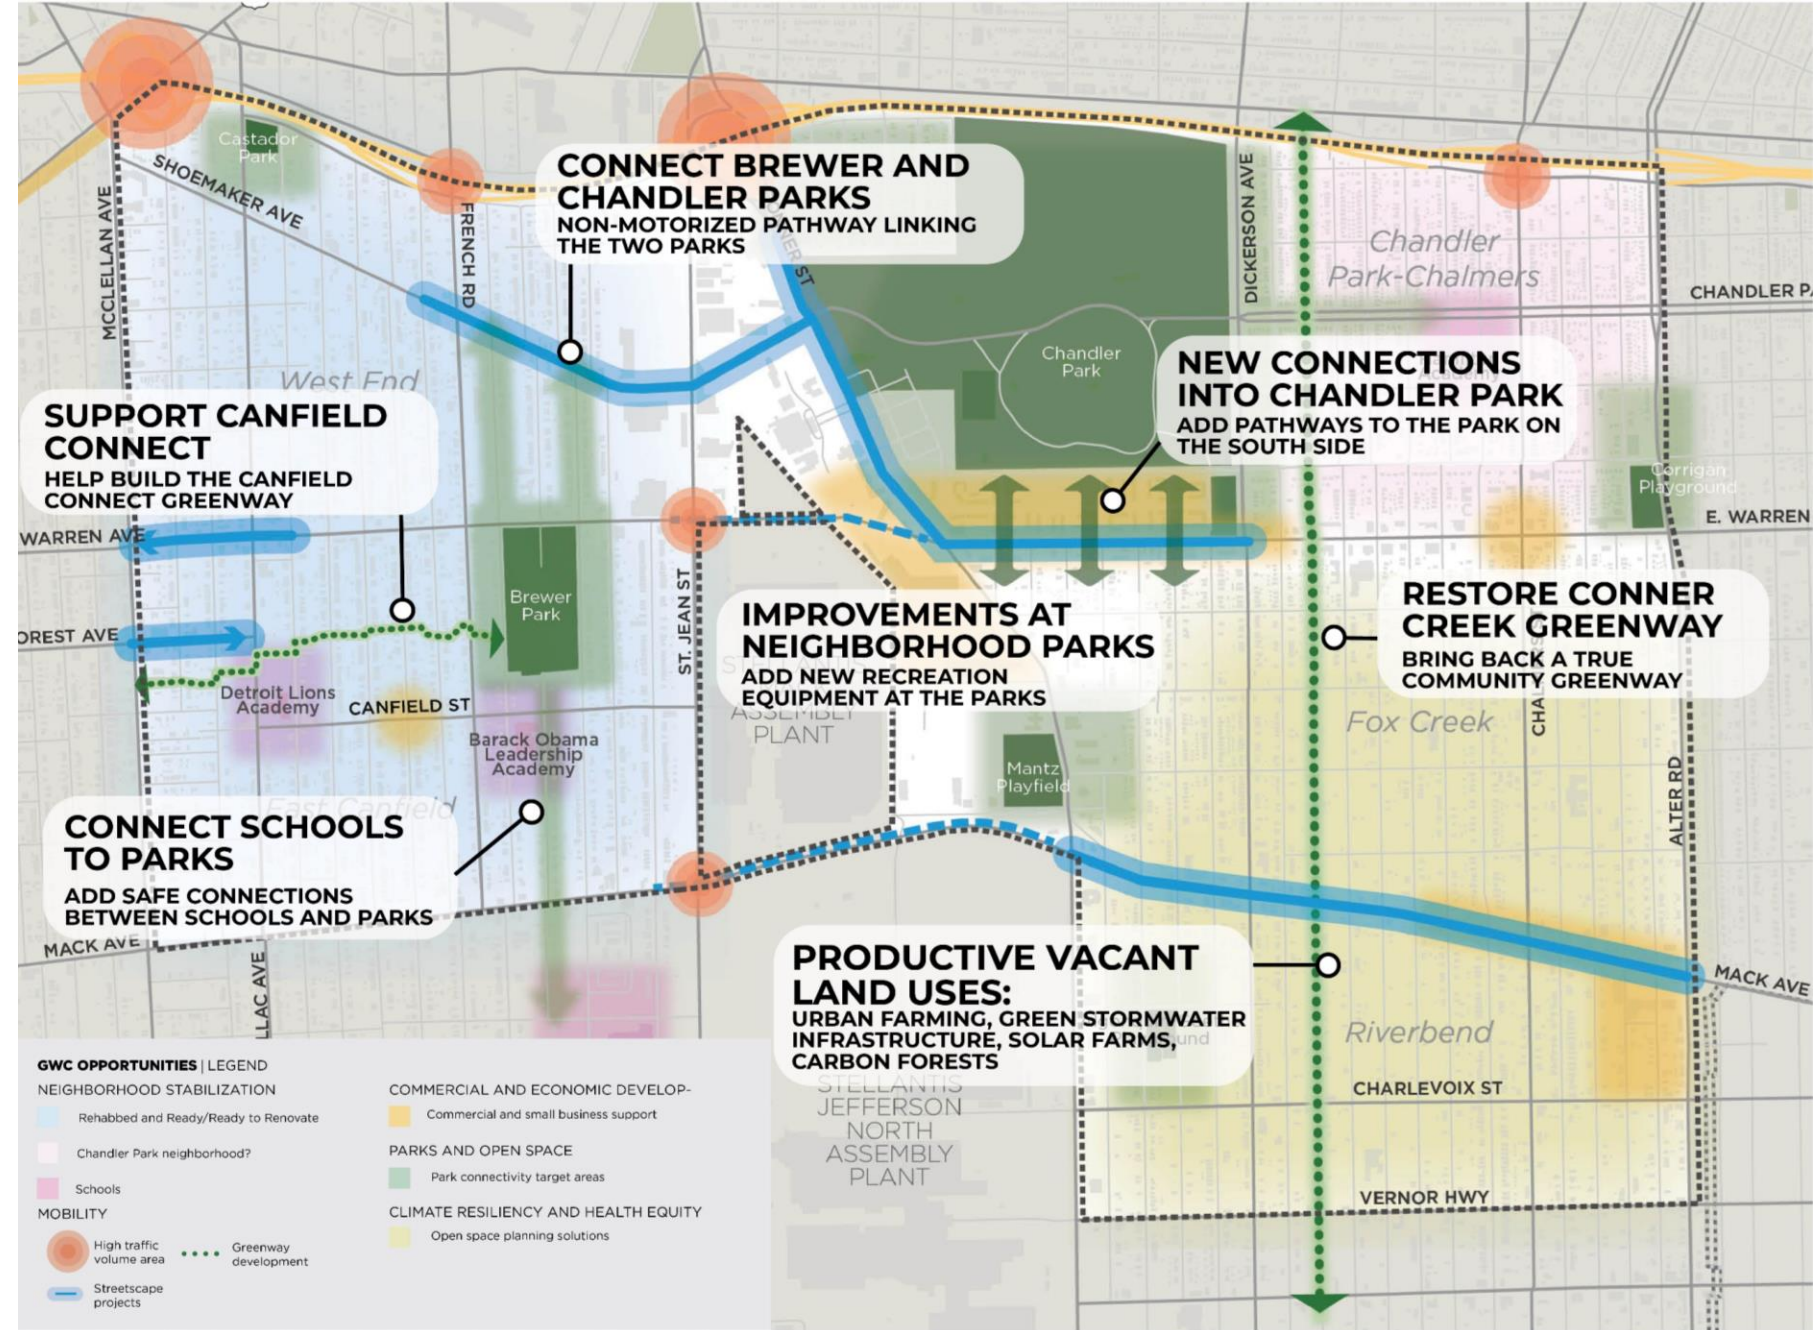 Castador
Park
SHOEMAKER AVE
MCCLELLAN AVE
FRENCH RD
CONNECT BREWER AND
CHANDLER PARKS
NON-MOTORIZED PATHWAY LINKING
THE TWO PARKS
DICKERSON AVE
Chandler
Park-Chalmers
CHANDLER PA
Chandler
Park
NEW CONNECTIONS
INTO CHANDLER PARK
ADD PATHWAYS TO THE PARK ON
THE SOUTH SIDE
Academy
West End
SUPPORT CANFIELD
CONNECT
HELP BUILD THE CANFIELD
CONNECT GREENWAY
Corrigan
Playground
E. WARREN
WARREN AVE
OREST AVE
Brewer
Park
ST. JEAN ST
IMPROVEMENTS AT
NEIGHBORHOOD PARKS
ADD NEW RECREATION
EQUIPMENT AT THE PARKS
RESTORE CONNER
CREEK GREENWAY
BRING BACK A TRUE
COMMUNITY GREENWAY
STELLANTIS
ASSEMBLY
PLANT
Detroit Lions
Academy
CANFIELD ST
Barack Obama
Leadership
Academy
Fox Creek
Mantz
Playfield
ALTER RD
East Canfield
CONNECT SCHOOLS
TO PARKS
ADD SAFE CONNECTIONS
BETWEEN SCHOOLS AND PARKS
MACK AVE
LLAC AVE
PRODUCTIVE VACANT
LAND USES:
URBAN FARMING, GREEN STORMWATER
INFRASTRUCTURE, SOLAR FARMS,
CARBON FORESTS
MACK AVE
Riverbend
CHARLEVOIX ST
STELLANTIS
JEFFERSON
NORTH
ASSEMBLY
PLANT
VERNOR HWY
GWC OPPORTUNITIES | LEGEND
NEIGHBORHOOD STABILIZATION
Rehabbed and Ready/Ready to Renovate
Chandler Park neighborhood?
Schools
MOBILITY
High traffic
volume area
Greenway
development
Streetscape
projects
COMMERCIAL AND ECONOMIC DEVELOP-
Commercial and small business support
PARKS AND OPEN SPACE
Park connectivity target areas
CLIMATE RESILIENCY AND HEALTH EQUITY
Open space planning solutions